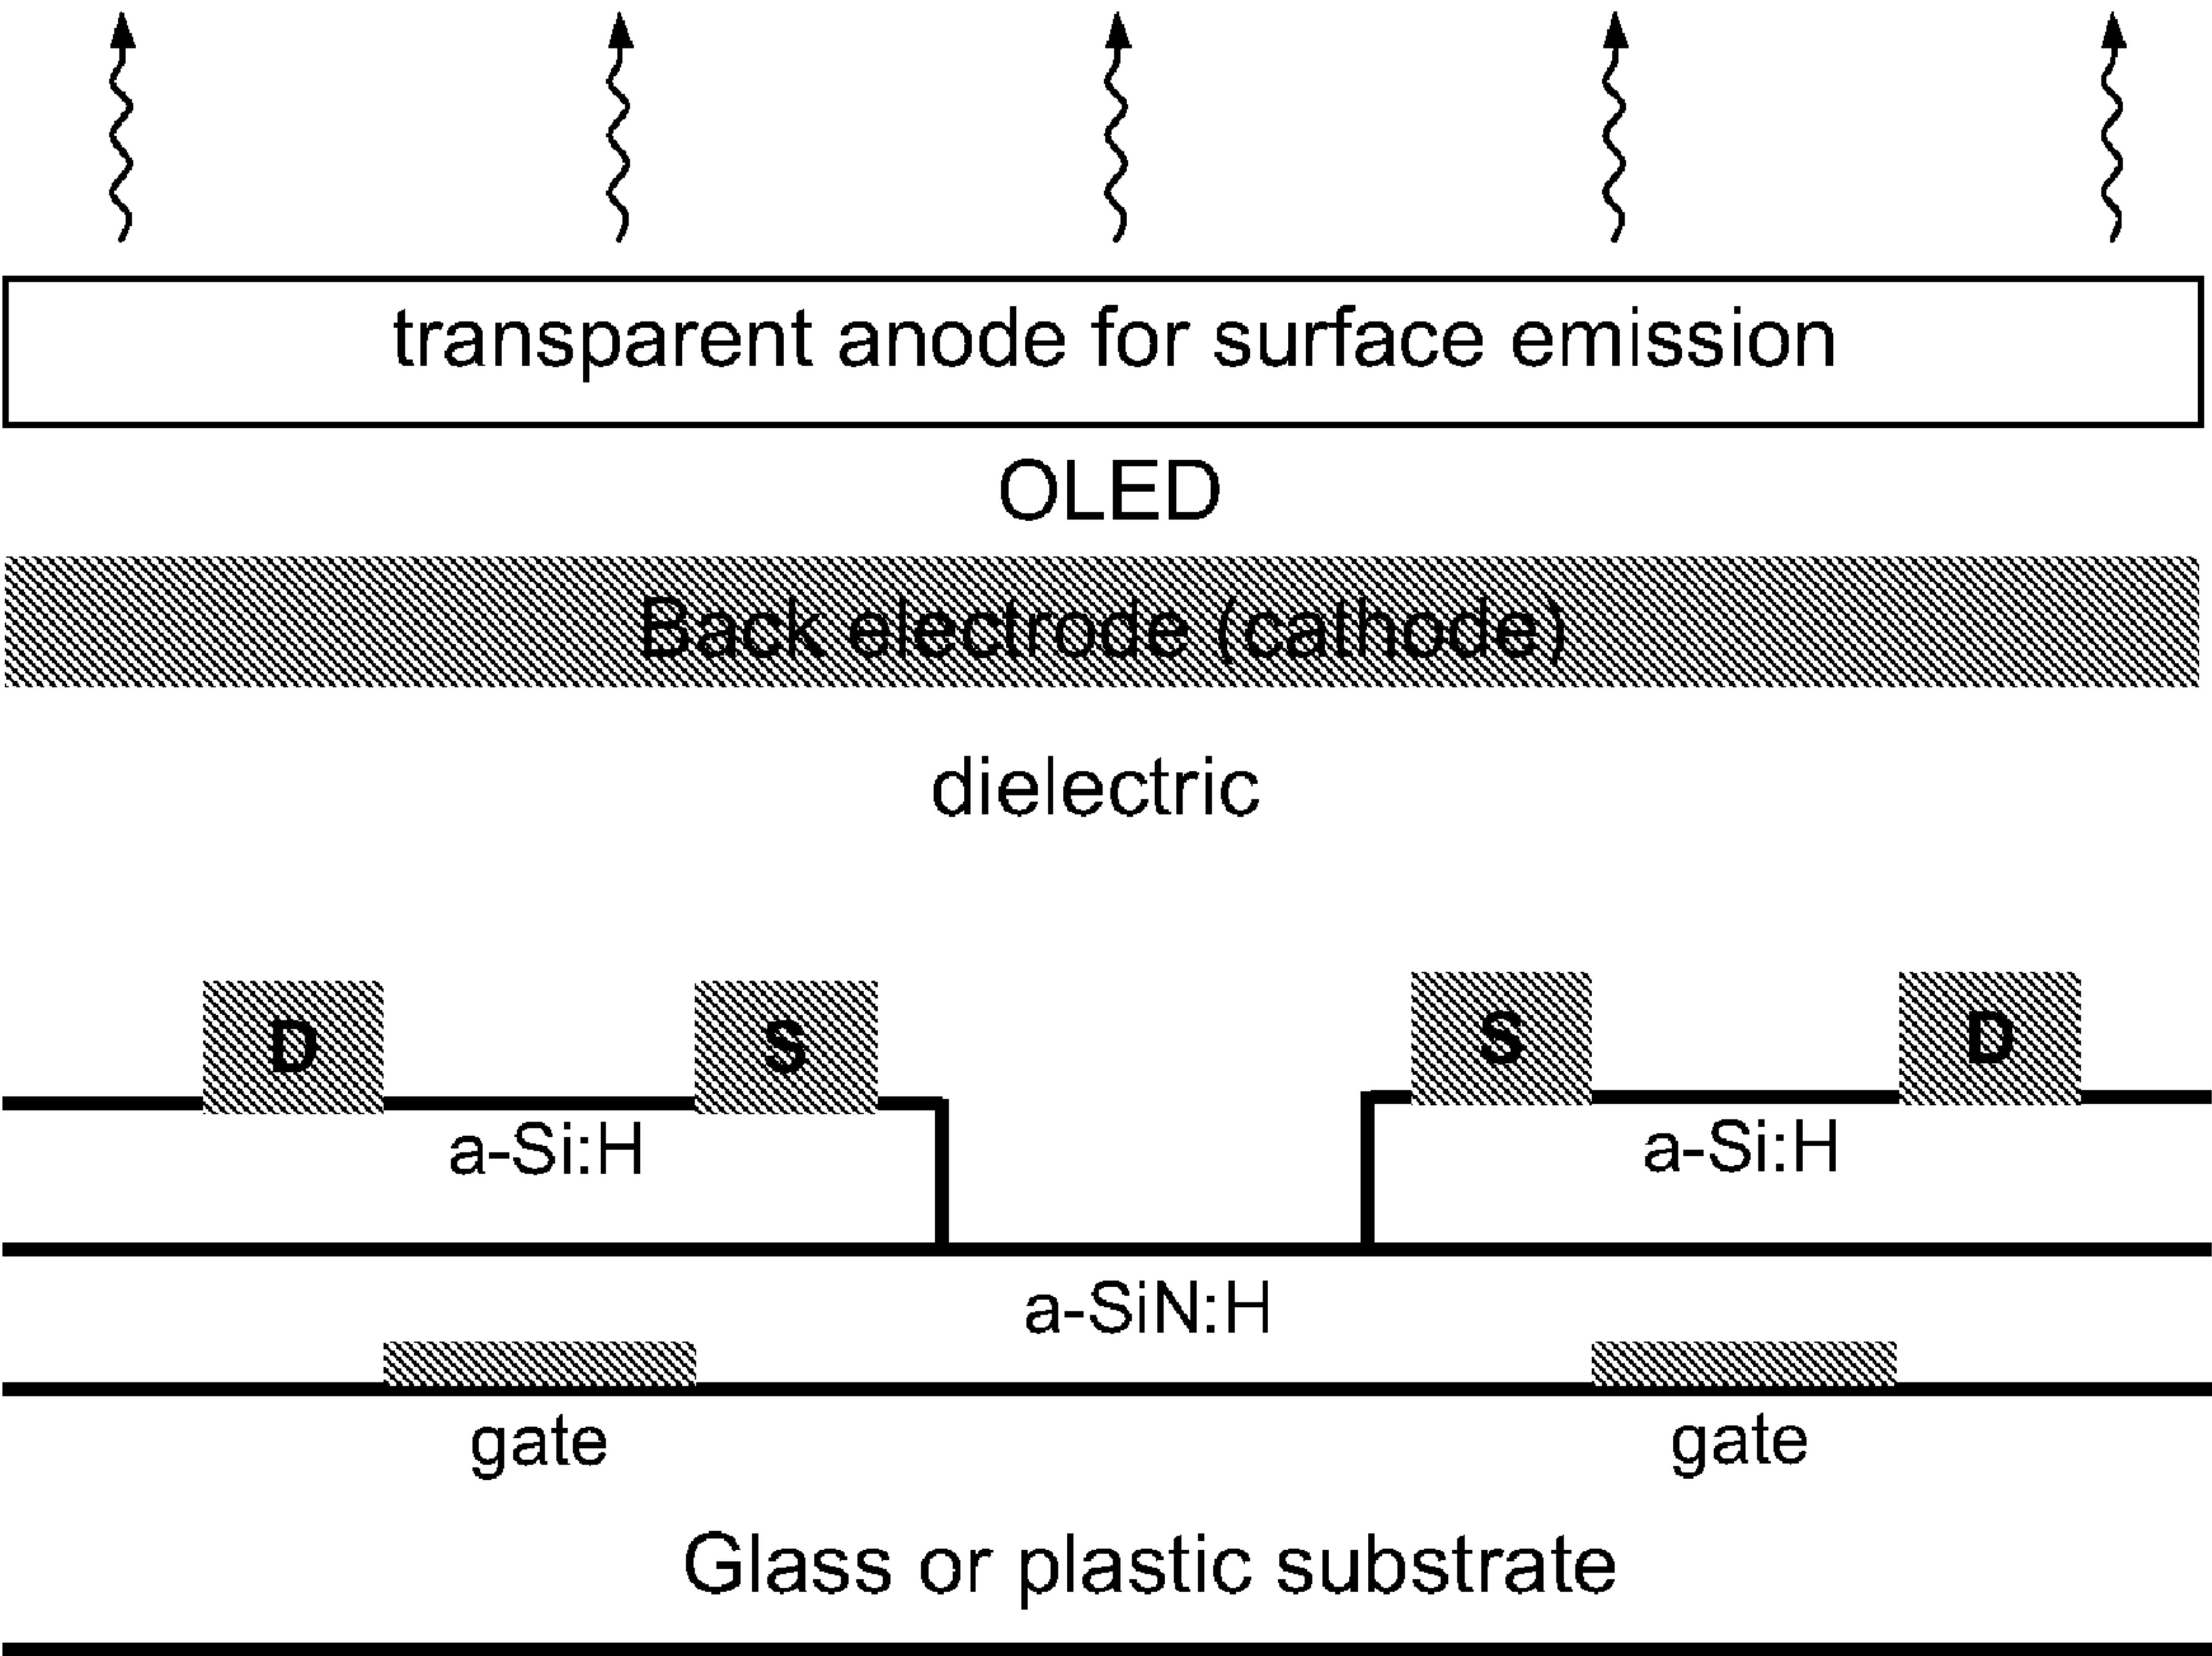 transparent anode for surface emission
OLED
Back electrode (cathode)
dielectric
D S S D
a-Si:H a-Si:H
a-SiN:H
gate gate
Glass or plastic substrate